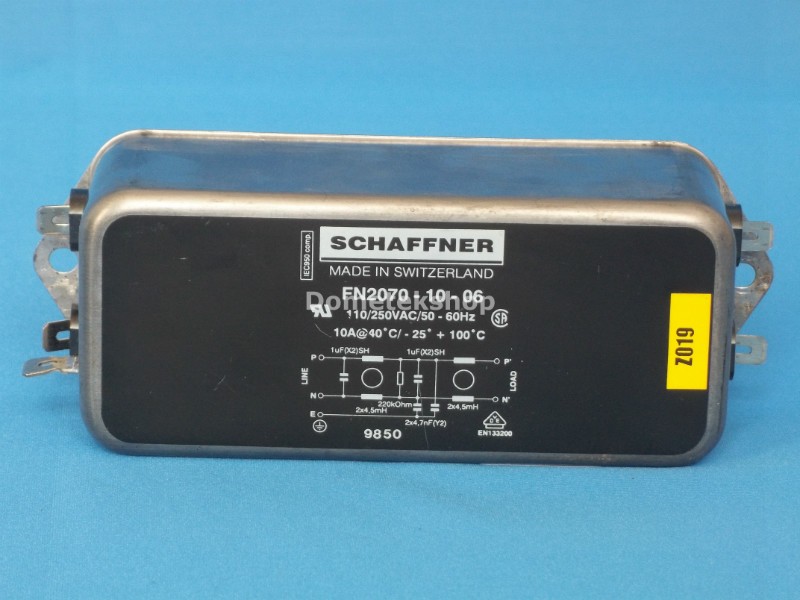 IEC950 comp.
SCHAFFNER
MADE IN SWITZERLAND
FN2070 - 10 - 06
Dometekshop
110/250VAC/50 - 60Hz
10A@40°C/ - 25° + 100°C
1uF(X2)SH 1uF(X2)SH
P P'
LINE LOAD
N N'
220kOhm
2x4,5mH 2x4,5mH
E
2x4,7nF(Y2)
9850
EN133200
Z019